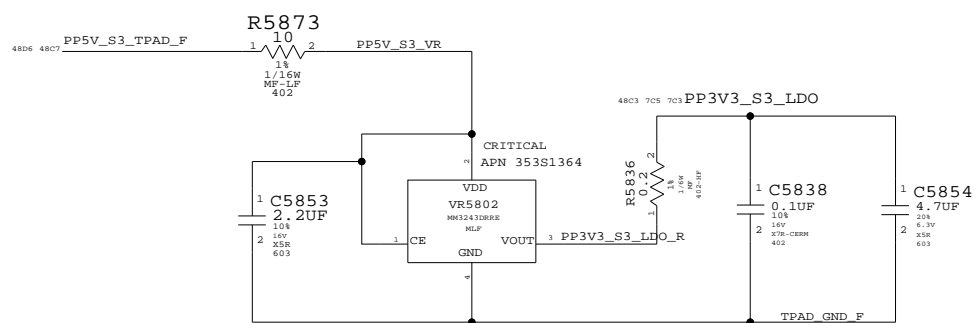 R5873
10
48D6 48C7 PP5V_S3_TPAD_F 1 2 PP5V_S3_VR
1%
1/16W
MF-LF
402
48C3 7C5 7C3 PP3V3_S3_LDO
CRITICAL
2 APN 353S1364
VDD
VR5802
MM3243DRRE
MLF
1 CE VOUT 3 PP3V3_S3_LDO_R
GND
4
1 C5853
2.2UF
10%
16V
2 X5R
603
2
R5836
0.2
1%
1/6W
MF
402-HF
1
1 C5838
0.1UF
10%
2 16V
X7R-CERM
402
1 C5854
4.7UF
20%
2 6.3V
X5R
603
TPAD_GND_F